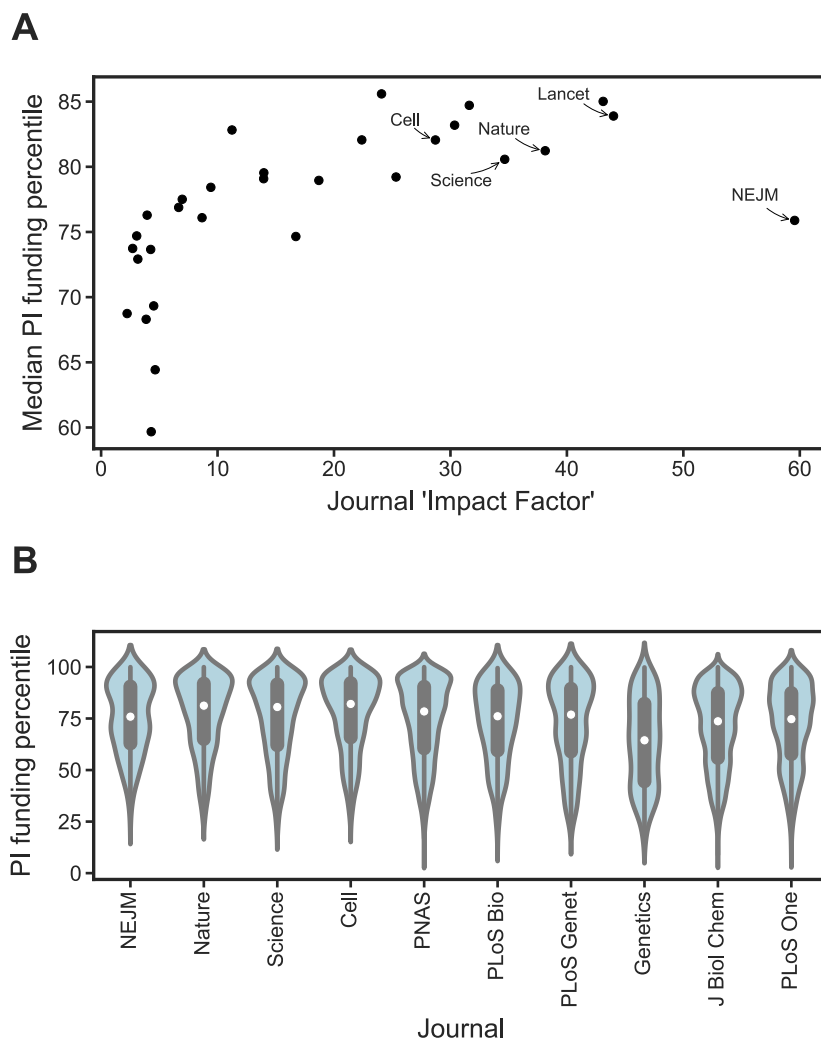 A
Median PI funding percentile
85
80
75
70
65
60
Lancet
Cell
Nature
Science
NEJM
0 10 20 30 40 50 60
Journal 'Impact Factor'
B
PI funding percentile
100
75
50
25
0
NEJM
Nature
Science
Cell
PNAS
PLoS Bio
PLoS Genet
Genetics
J Biol Chem
PLoS One
Journal